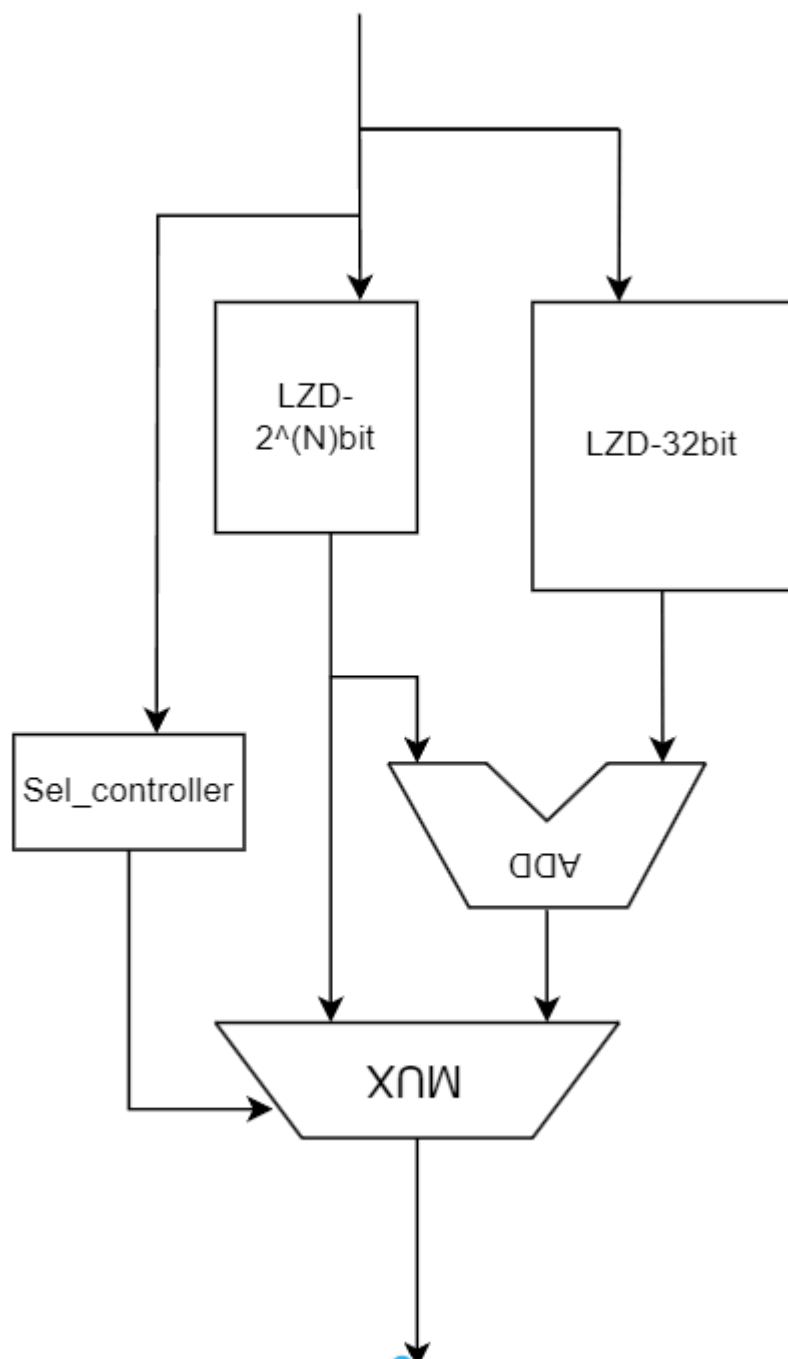 LZD-
2^(N)bit
LZD-32bit
Sel_controller
ADD
MUX